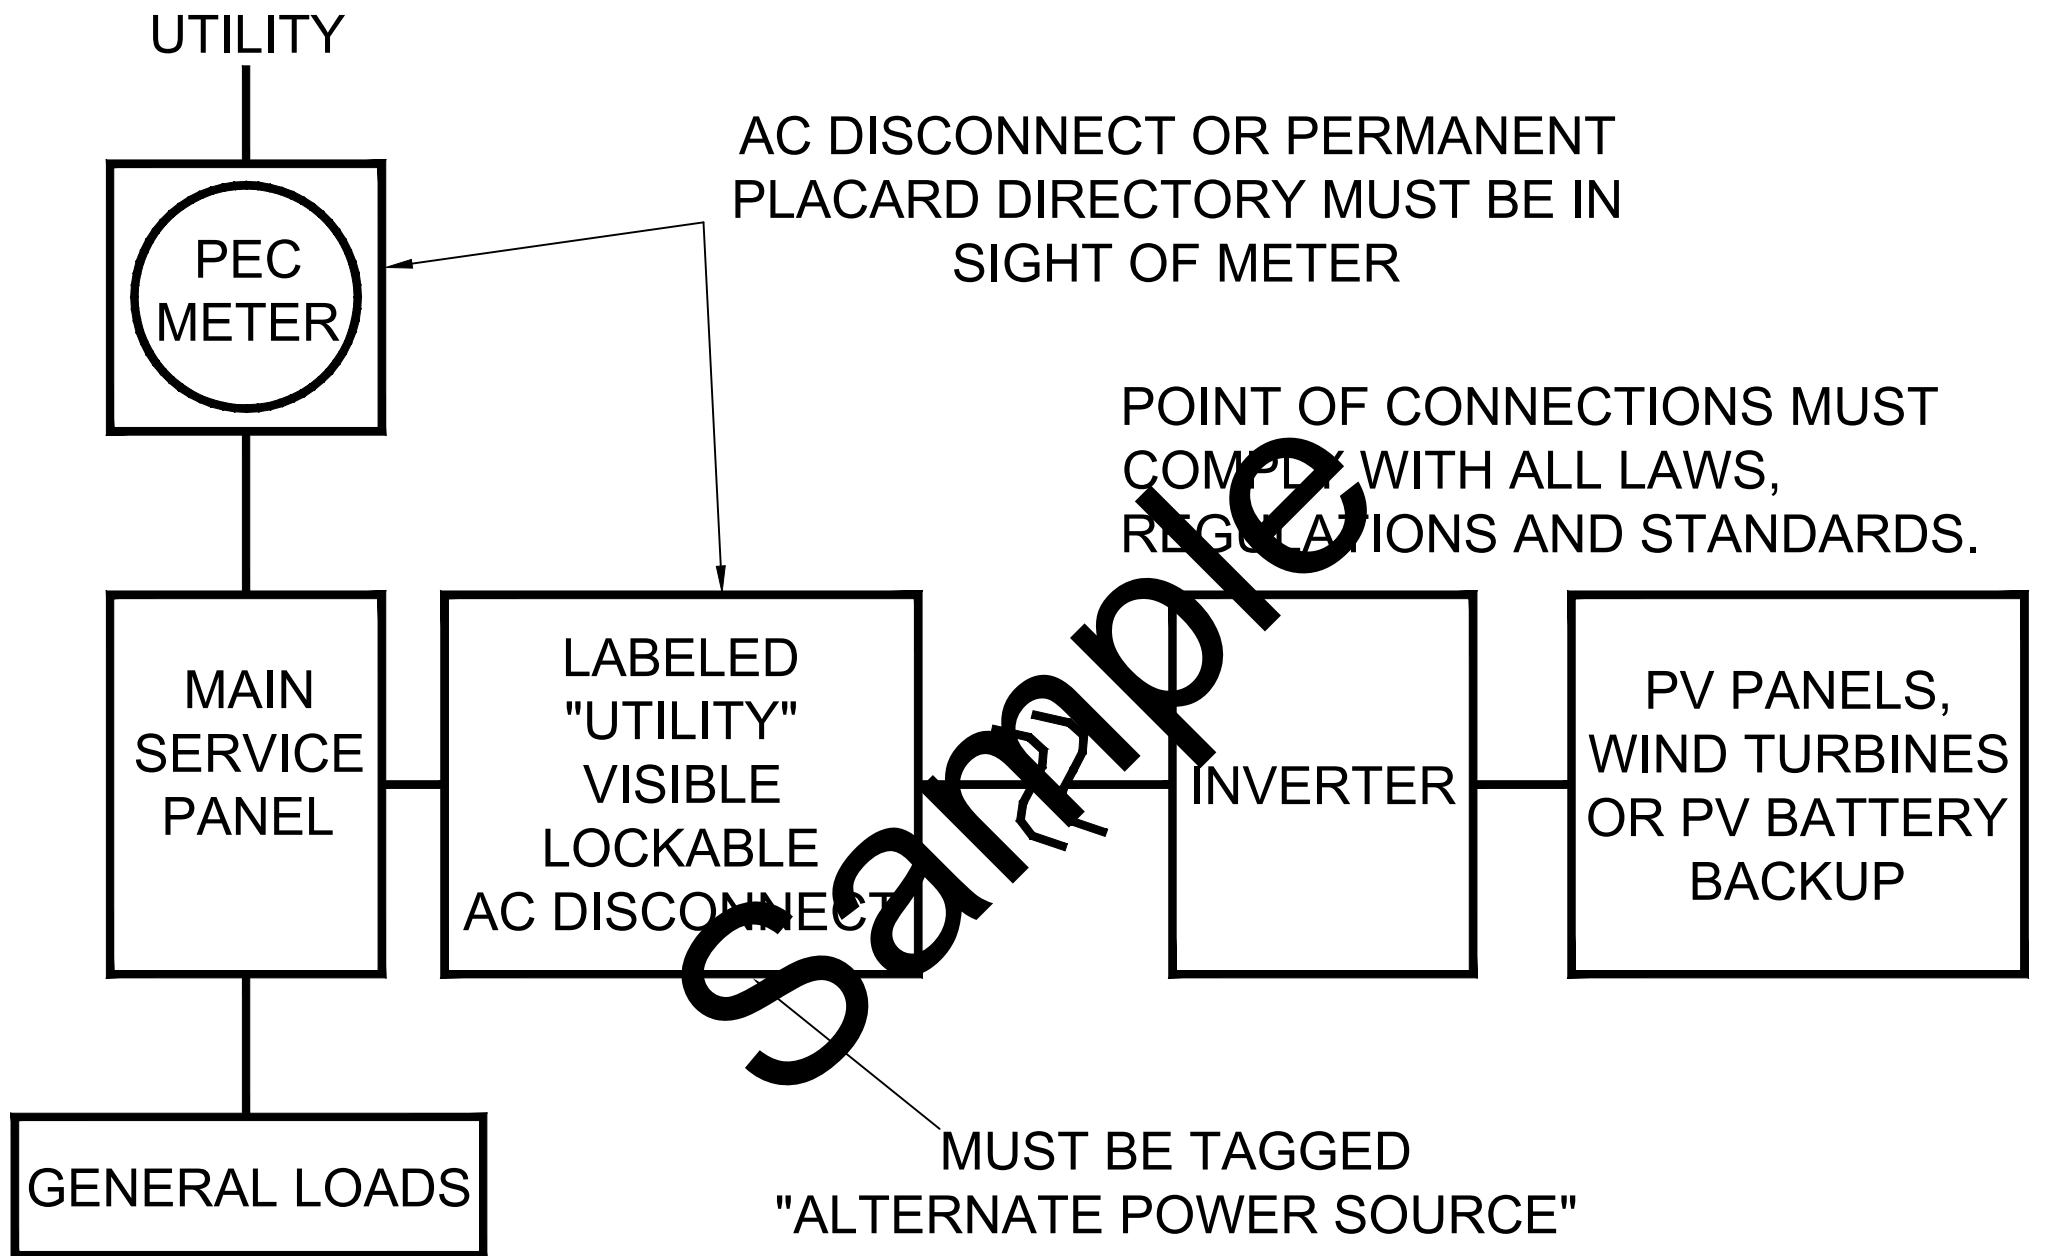 UTILITY
AC DISCONNECT OR PERMANENT
PLACARD DIRECTORY MUST BE IN
SIGHT OF METER
PEC
METER
POINT OF CONNECTIONS MUST
COMPLY WITH ALL LAWS,
REGULATIONS AND STANDARDS.
MAIN
SERVICE
PANEL
LABELED
"UTILITY"
VISIBLE
LOCKABLE
AC DISCONNECT
INVERTER
PV PANELS,
WIND TURBINES
OR PV BATTERY
BACKUP
Sample
GENERAL LOADS
MUST BE TAGGED
"ALTERNATE POWER SOURCE"